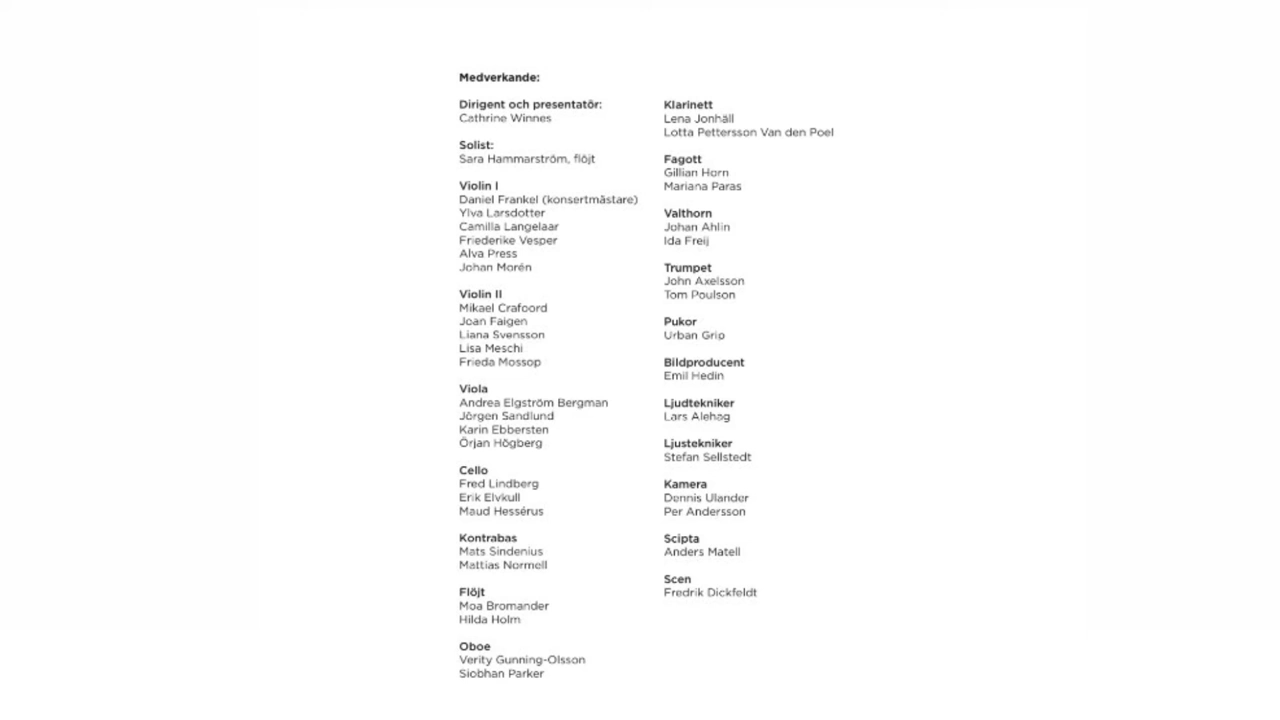 Medverkande:
Dirigent och presentatör:
Cathrine Winnes
Solist:
Sara Hammarström, flöjt
Violin I
Daniel Frankel (konsertmästare)
Ylva Larsdotter
Camilla Langelaar
Friederike Vesper
Alva Press
Johan Morén
Violin II
Mikael Crafoord
Joan Faigen
Liana Svensson
Lisa Meschi
Frieda Mossop
Viola
Andrea Elgström Bergman
Jörgen Sandlund
Karin Ebbersten
Örjan Högberg
Cello
Fred Lindberg
Erik Elvkull
Maud Hessérus
Kontrabas
Mats Sindenius
Mattias Normell
Flöjt
Moa Bromander
Hilda Holm
Oboe
Verity Gunning-Olsson
Siobhan Parker
Klarinett
Lena Jonhäll
Lotta Pettersson Van den Poel
Fagott
Gillian Horn
Mariana Paras
Valthorn
Johan Ahlin
Ida Freij
Trumpet
John Axelsson
Tom Poulson
Pukor
Urban Grip
Bildproducent
Emil Hedin
Ljudtekniker
Lars Alehag
Ljustekniker
Stefan Sellstedt
Kamera
Dennis Ulander
Per Andersson
Scipta
Anders Matell
Scen
Fredrik Dickfeldt